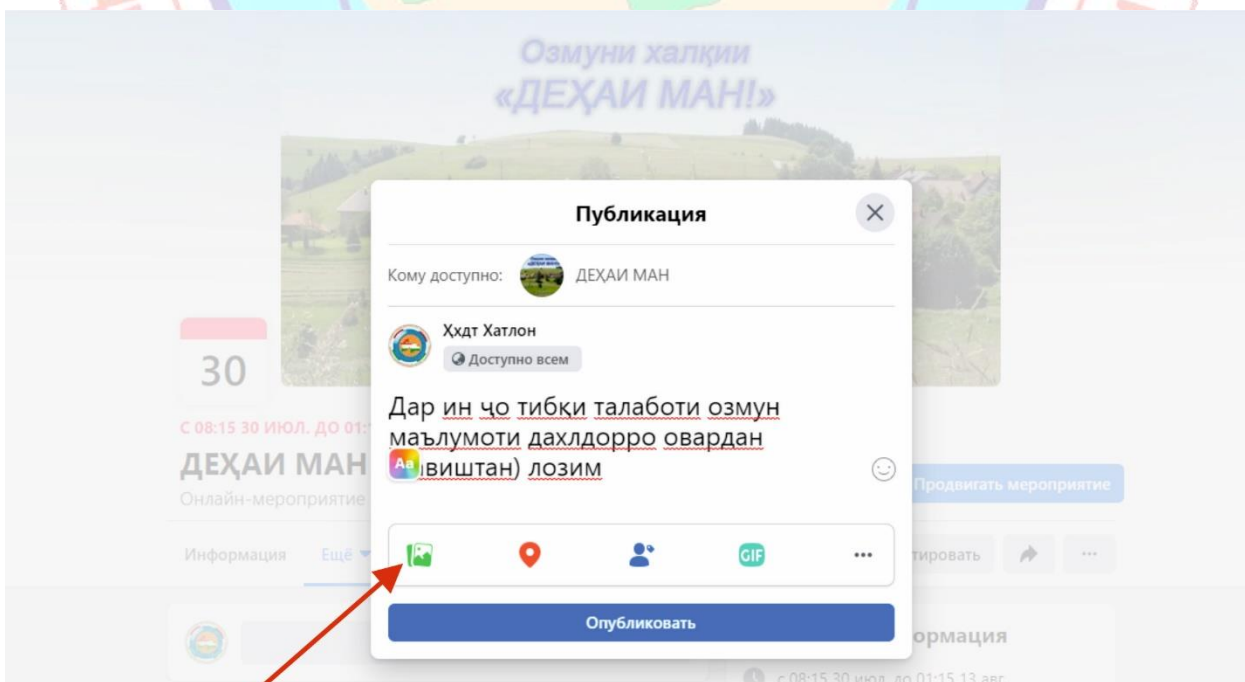 Озмуни халқии
«ДЕҲАИ МАН!»
Публикация
Кому доступно:
ДЕҲАИ МАН
Ҳхдт Хатлон
Доступно всем
Дар ин ҷо тибқи талаботи озмун
маълумоти дахлдорро овардан
Aa виштан) лозим
30
С 08:15 30 ИЮЛ. ДО 01:
ДЕҲАИ МАН
Онлайн-мероприятие
Продвигать мероприятие
Информация Ещё
GIF
тировать
Опубликовать
ормация
с 08:15 30 июл. до 01:15 13 авг.